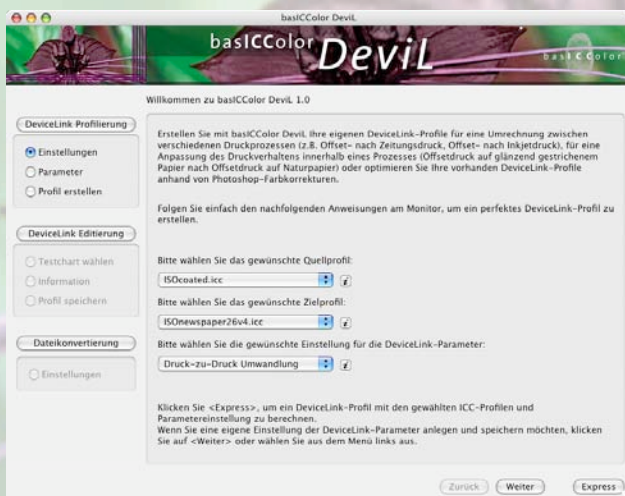 basICColor DeviL
basICColor DeviL
basICColor
Willkommen zu basICColor DeviL 1.0
DeviceLink Profilierung
Einstellungen
Parameter
Profil erstellen
DeviceLink Editierung
Testchart wählen
Information
Profil speichern
Dateikonvertierung
Einstellungen
Erstellen Sie mit basICColor DeviL Ihre eigenen DeviceLink-Profile für eine Umrechnung zwischen
verschiedenen Druckprozessen (z.B. Offset- nach Zeitungsdruck, Offset- nach Inkjetdruck), für eine
Anpassung des Druckverhaltens innerhalb eines Prozesses (Offsetdruck auf glänzend gestrichenem
Papier nach Offsetdruck auf Naturpapier) oder optimieren Sie Ihre vorhanden DeviceLink-Profile
anhand von Photoshop-Farbkorrekturen.
Folgen Sie einfach den nachfolgenden Anweisungen am Monitor, um ein perfektes DeviceLink-Profil zu
erstellen.
Bitte wählen Sie das gewünschte Quellprofil:
ISOcoated.icc
i
Bitte wählen Sie das gewünschte Zielprofil:
ISOnewspaper26v4.icc
i
Bitte wählen Sie die gewünschte Einstellung für die DeviceLink-Parameter:
Druck-zu-Druck Umwandlung
i
Klicken Sie <Express>, um ein DeviceLink-Profil mit den gewählten ICC-Profilen und
Parametereinstellung zu berechnen.
Wenn Sie eine eigene Einstellung der DeviceLink-Parameter anlegen und speichern möchten, klicken
Sie auf <Weiter> oder wählen Sie aus dem Menü links aus.
Zurück
Weiter
Express